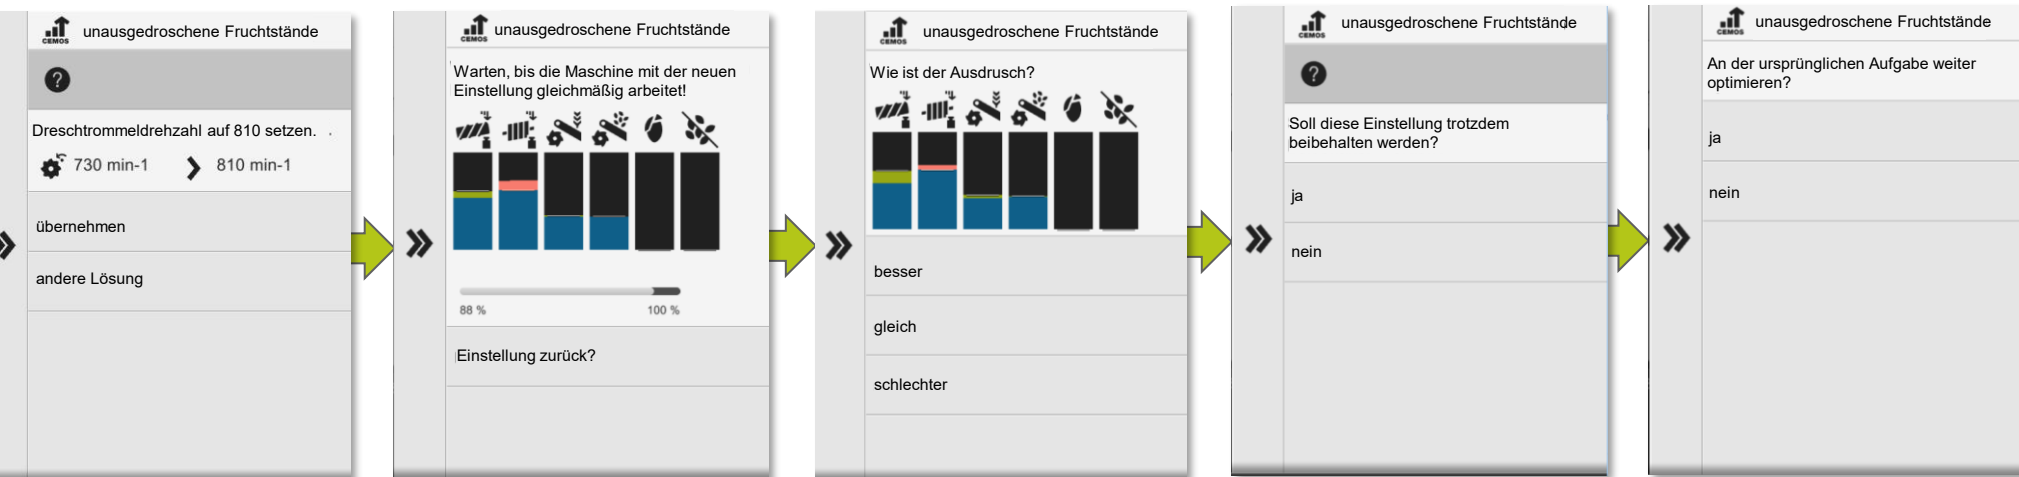 CEMOS
unausgedroschene Fruchtstände
Dreschtrommeldrehzahl auf 810 setzen.
730 min-1
810 min-1
übernehmen
andere Lösung
CEMOS
unausgedroschene Fruchtstände
Warten, bis die Maschine mit der neuen
Einstellung gleichmäßig arbeitet!
88 %
100 %
Einstellung zurück?
CEMOS
unausgedroschene Fruchtstände
Wie ist der Ausdrusch?
besser
gleich
schlechter
CEMOS
unausgedroschene Fruchtstände
Soll diese Einstellung trotzdem
beibehalten werden?
ja
nein
CEMOS
unausgedroschene Fruchtstände
An der ursprünglichen Aufgabe weiter
optimieren?
ja
nein